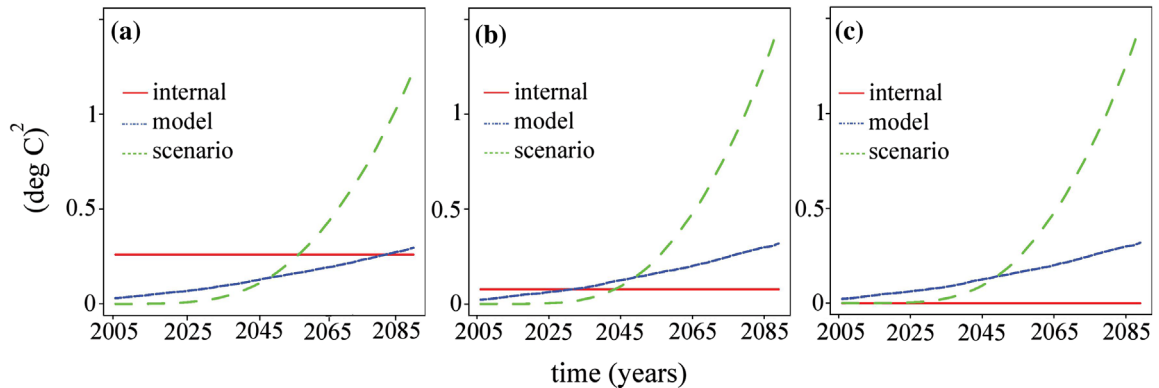 (a)
internal
model
scenario
(b)
internal
model
scenario
(c)
internal
model
scenario
(deg C)²
1
0.5
0
2005 2025 2045 2065 2085
1
0.5
0
2005 2025 2045 2065 2085
1
0.5
0
2005 2025 2045 2065 2085
time (years)